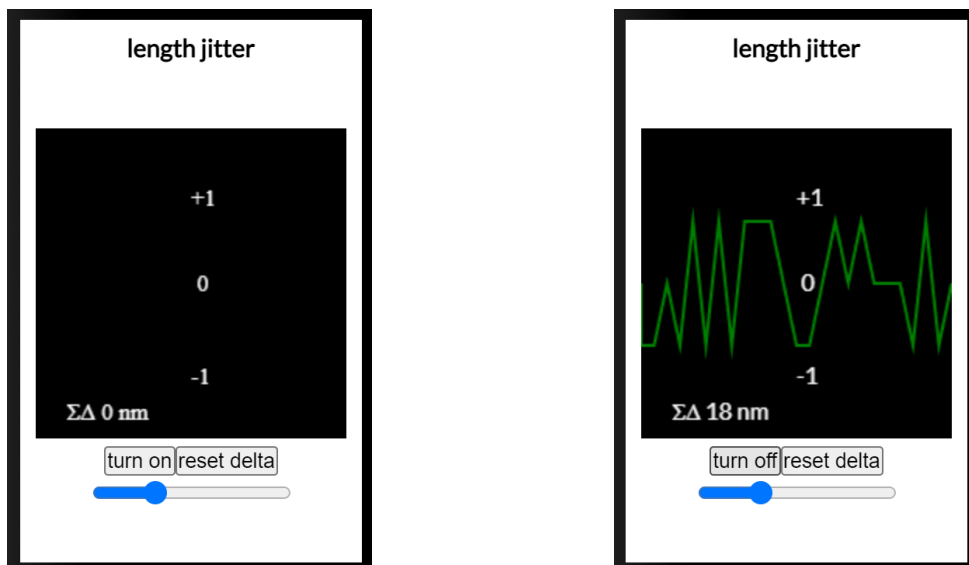 length jitter
+1
0
-1
ΣΔ 0 nm
turn on reset delta
length jitter
+1
0
-1
ΣΔ 18 nm
turn off reset delta